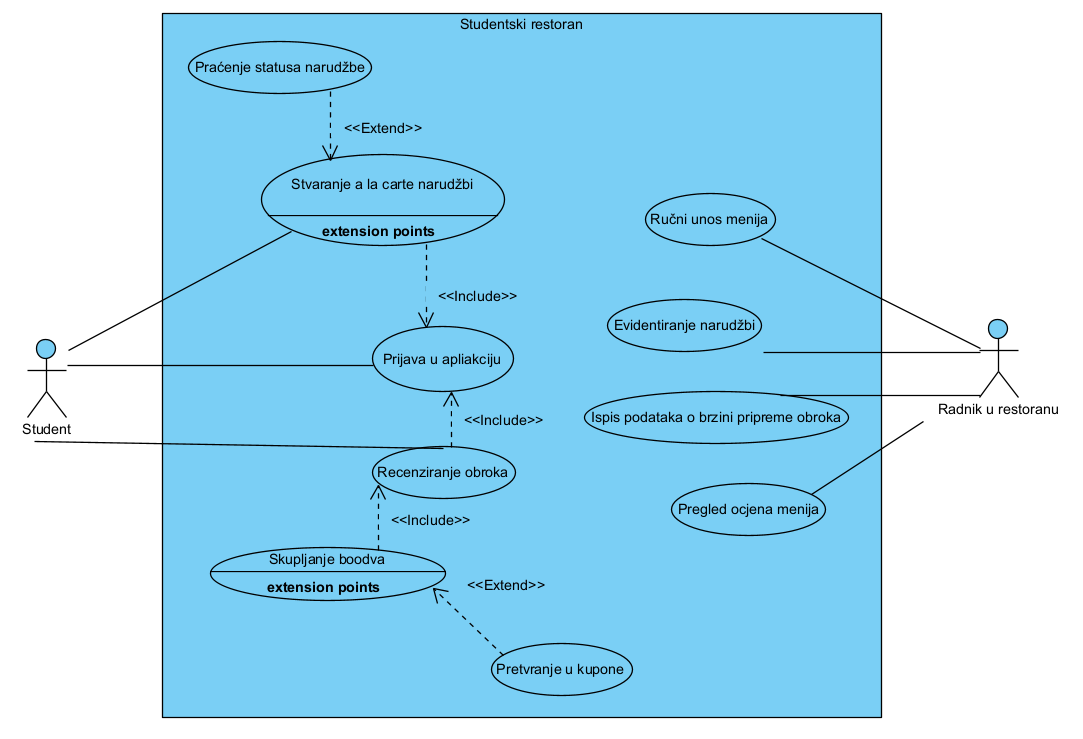 Studentski restoran
Praćenje statusa narudžbe
<<Extend>>
Stvaranje a la carte narudžbi
extension points
Ručni unos menija
<<Include>>
Evidentiranje narudžbi
Prijava u apliakciju
Student
Radnik u restoranu
<<Include>>
Ispis podataka o brzini pripreme obroka
Recenziranje obroka
Pregled ocjena menija
<<Include>>
Skupljanje boodva
extension points
<<Extend>>
Pretvranje u kupone